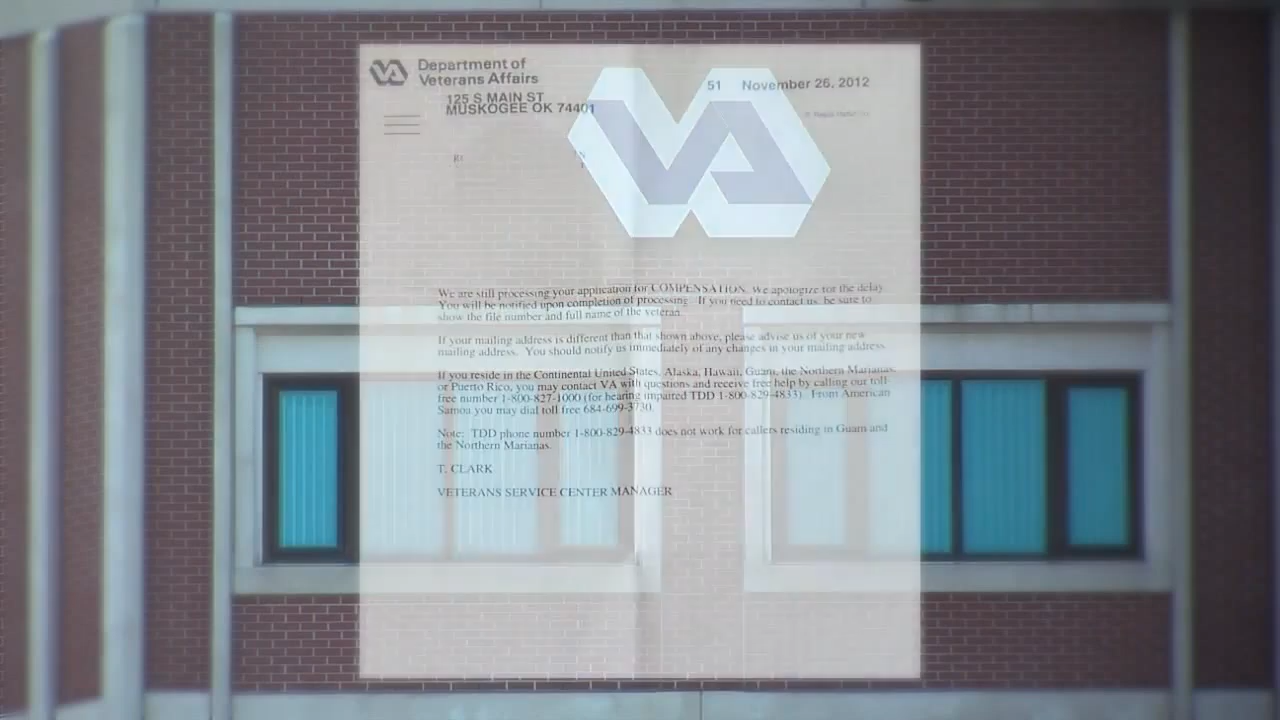 VA Department of
Veterans Affairs
125 S MAIN ST
MUSKOGEE OK 74401
51 November 26, 2012
VA
We are still processing your application for COMPENSATION. We apologize for the delay.
You will be notified upon completion of processing. If you need to contact us, be sure to
show the file number and full name of the veteran.
If your mailing address is different than that shown above, please advise us of your new
mailing address. You should notify us immediately of any changes in your mailing address.
If you reside in the Continental United States, Alaska, Hawaii, Guam, the Northern Marianas,
or Puerto Rico, you may contact VA with questions and receive free help by calling our toll-
free number 1-800-827-1000 (for hearing impaired TDD 1-800-829-4833). From American
Samoa you may dial toll free 684-699-3730.
Note: TDD phone number 1-800-829-4833 does not work for callers residing in Guam and
the Northern Marianas.
T. CLARK
VETERANS SERVICE CENTER MANAGER